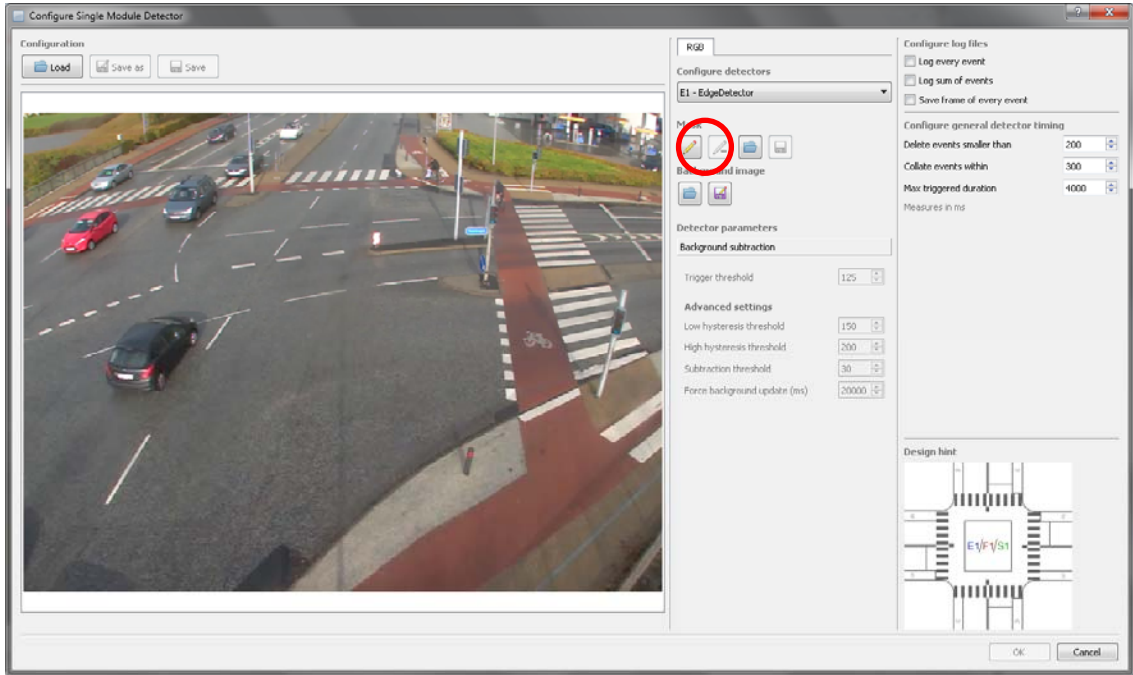 Configure Single Module Detector
Configuration
Load
Save as
Save
RGB
Configure detectors
E1 - EdgeDetector
Mask
Background image
Detector parameters
Background subtraction
Trigger threshold 125
Advanced settings
Low hysteresis threshold 150
High hysteresis threshold 200
Subtraction threshold 30
Force background update (ms) 20000
Configure log files
Log every event
Log sum of events
Save frame of every event
Configure general detector timing
Delete events smaller than 200
Collate events within 300
Max triggered duration 4000
Measures in ms
Design hint
E1/F1/S1
OK
Cancel